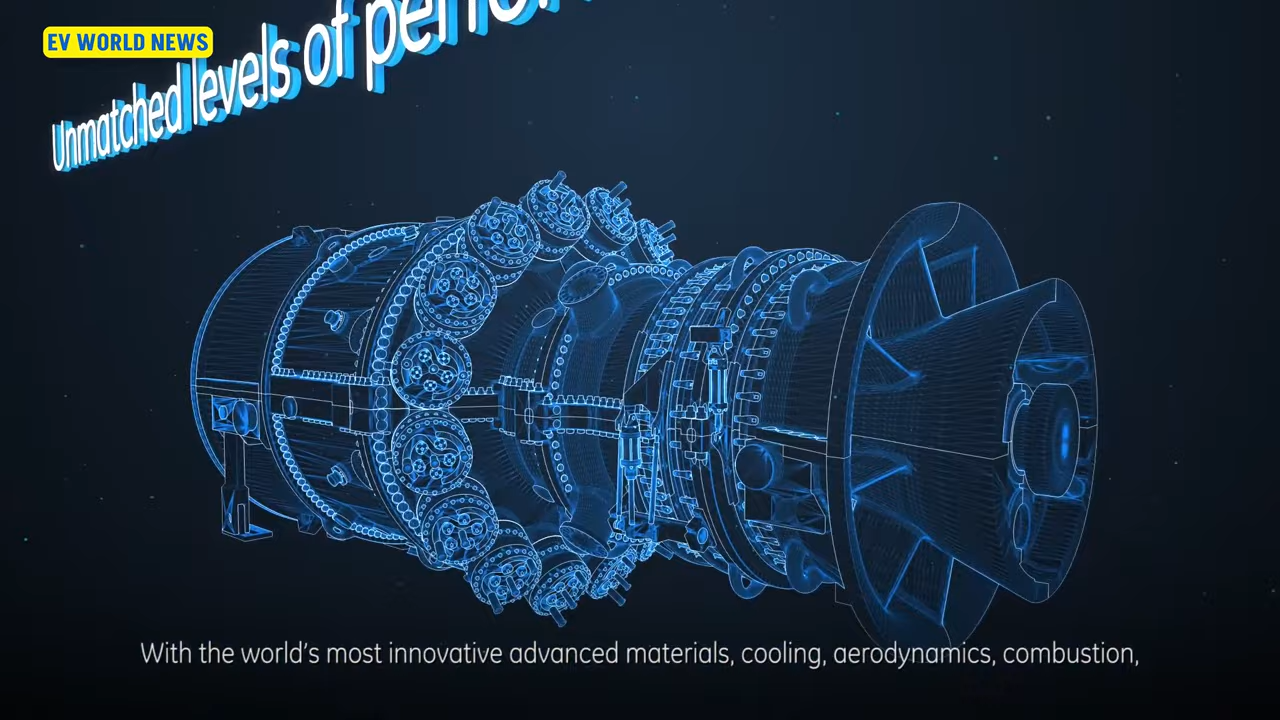 EV WORLD NEWS
Unmatched levels of
With the world's most innovative advanced materials, cooling, aerodynamics, combustion,